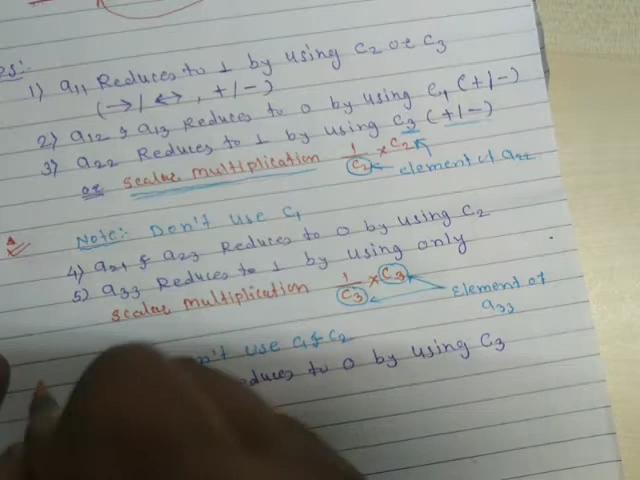 1) a11 Reduces to 1 by using C2 or C3
(→/ ↔, +/-)
2) a12 & a13 Reduces to 0 by using C1 (+/-)
3) a22 Reduces to 1 by using C3 (+/-)
or scalar multiplication 1/C2 × C2 element of a22
Note:- Don't use C1
4) a21 & a23 Reduces to 0 by using C2
5) a33 Reduces to 1 by using only
scalar multiplication 1/C3 × C3 Element of
a33
use C1 & C2
to 0 by using C3